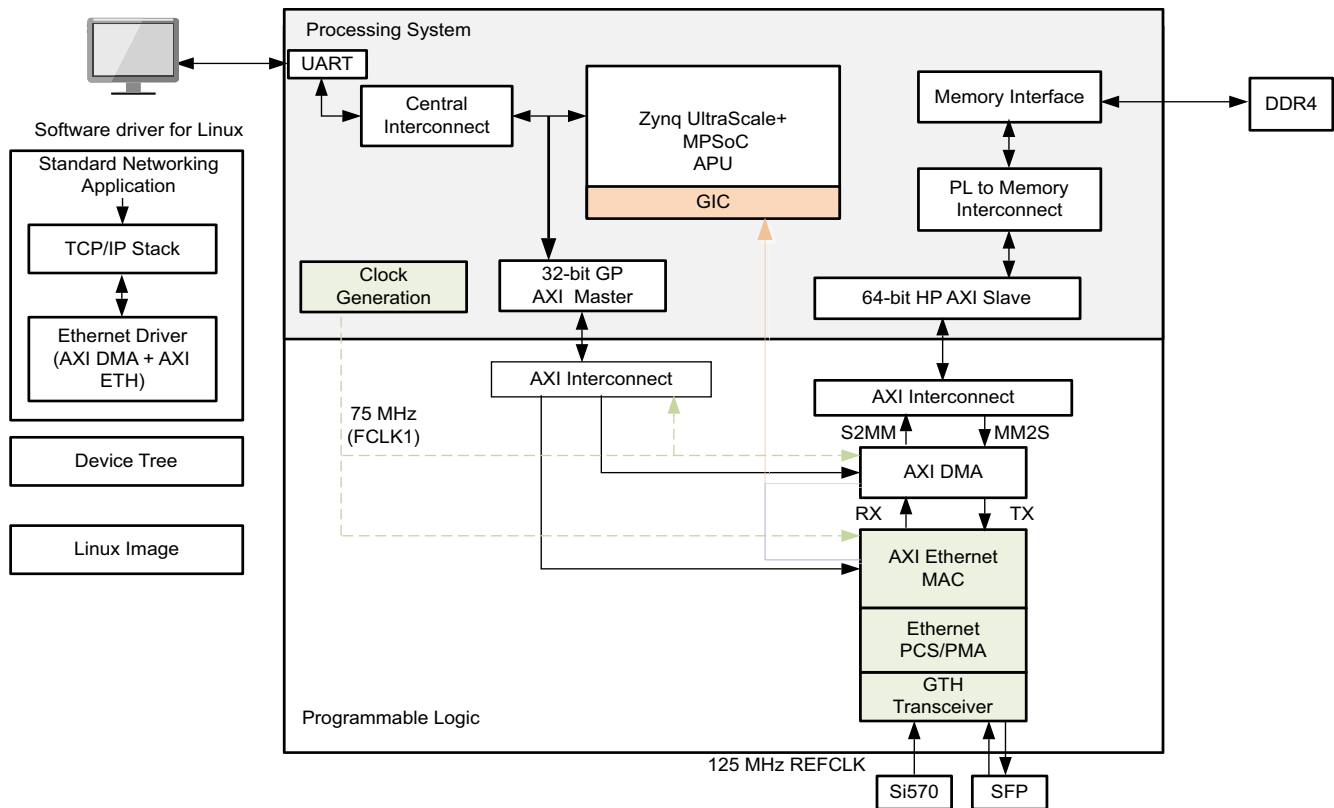 Processing System
UART
Central
Interconnect
Zynq UltraScale+
MPSoC
APU
GIC
Memory Interface
DDR4
PL to Memory
Interconnect
Clock
Generation
32-bit GP
AXI Master
64-bit HP AXI Slave
Software driver for Linux
Standard Networking
Application
TCP/IP Stack
Ethernet Driver
(AXI DMA + AXI
ETH)
Device Tree
Linux Image
AXI Interconnect
75 MHz
(FCLK1)
AXI Interconnect
S2MM
MM2S
AXI DMA
RX
TX
AXI Ethernet
MAC
Ethernet
PCS/PMA
GTH
Transceiver
Programmable Logic
125 MHz REFCLK
Si570
SFP